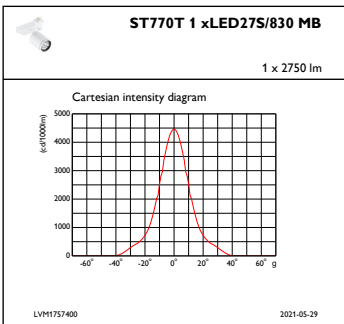 ST770T 1 xLED27S/830 MB
1 x 2750 lm
Cartesian intensity diagram
(cd/1000lm)
5000
4000
3000
2000
1000
0
-60° -40° -20° 0° 20° 40° 60° g
LVM1757400 2021-05-29